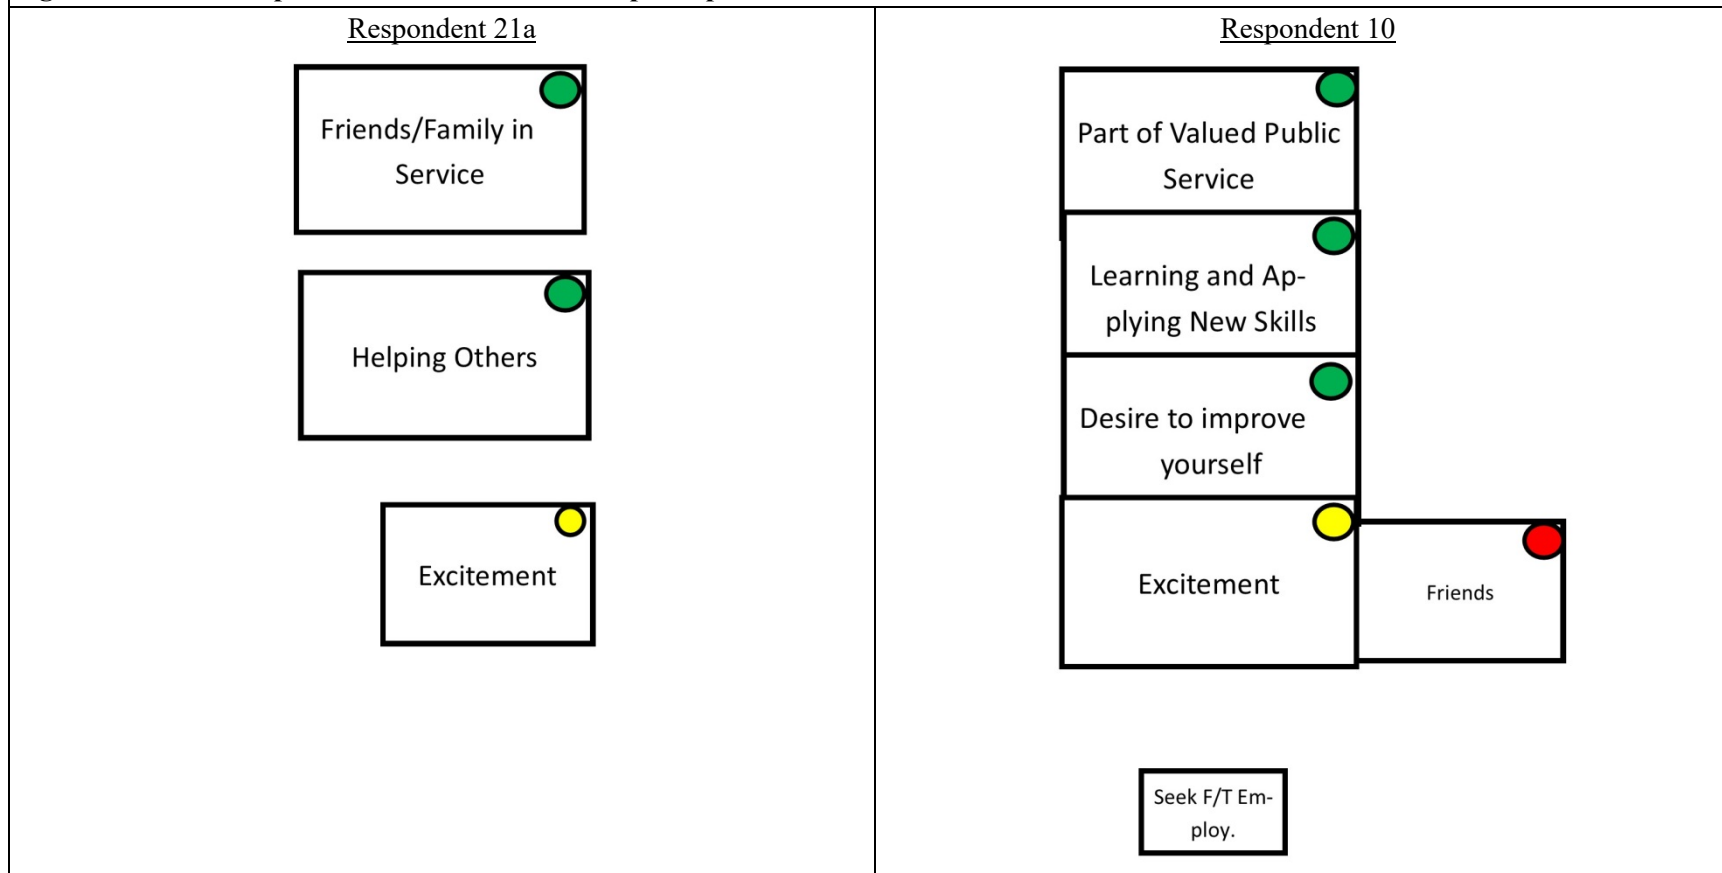 Respondent 21a
Friends/Family in
Service
Helping Others
Excitement
Respondent 10
Part of Valued Public
Service
Learning and Ap-
plying New Skills
Desire to improve
yourself
Excitement
Friends
Seek F/T Em-
ploy.